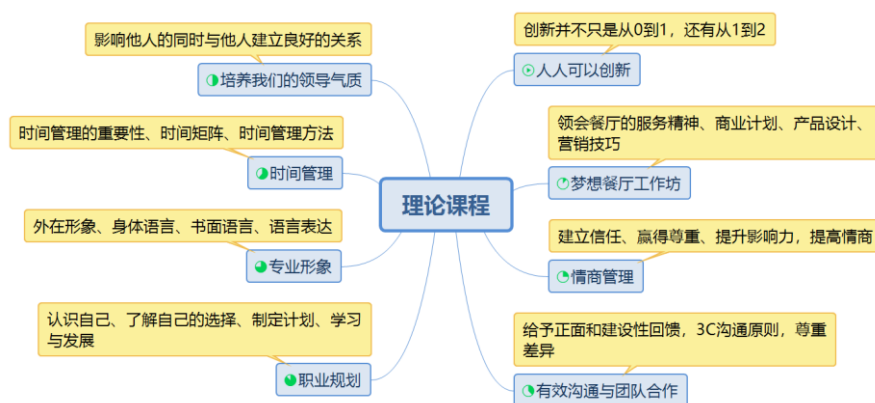 理论课程
创新并不只是从0到1，还有从1到2
人人可以创新
领会餐厅的服务精神、商业计划、产品设计、
营销技巧
梦想餐厅工作坊
建立信任、赢得尊重、提升影响力，提高情商
情商管理
给予正面和建设性回馈，3C沟通原则，尊重
差异
有效沟通与团队合作
影响他人的同时与他人建立良好的关系
培养我们的领导气质
时间管理的重要性、时间矩阵、时间管理方法
时间管理
外在形象、身体语言、书面语言、语言表达
专业形象
认识自己、了解自己的选择、制定计划、学习
与发展
职业规划